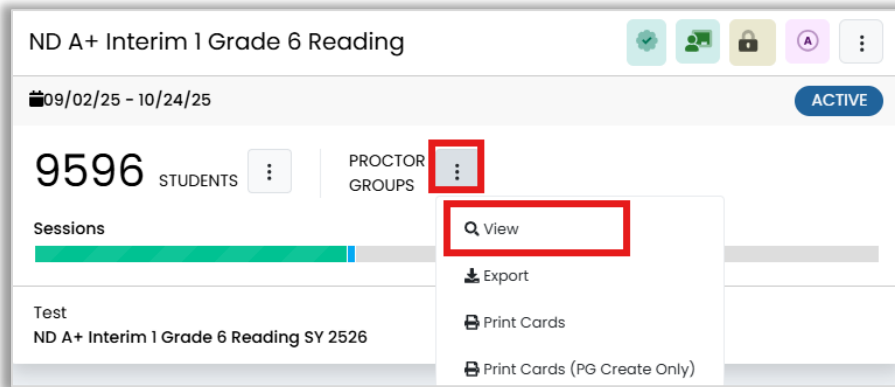 ND A+ Interim 1 Grade 6 Reading
A
09/02/25 - 10/24/25
ACTIVE
9596 STUDENTS
PROCTOR
GROUPS
Sessions
View
Export
Print Cards
Print Cards (PG Create Only)
Test
ND A+ Interim 1 Grade 6 Reading SY 2526